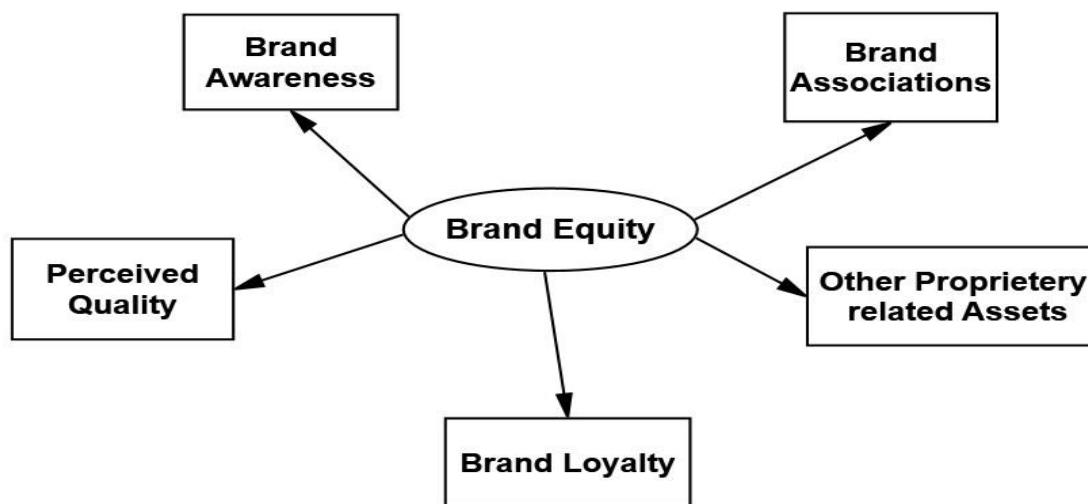 Brand
Awareness
Brand
Associations
Brand Equity
Perceived
Quality
Other Proprietery
related Assets
Brand Loyalty